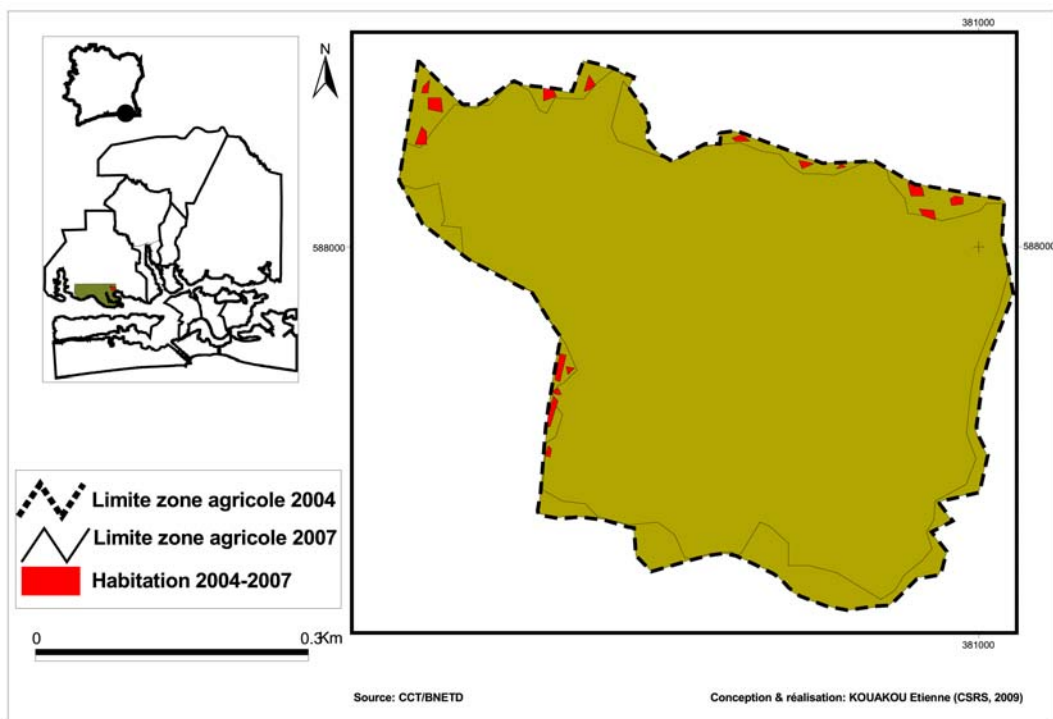 381000
N
588000
588000
Limite zone agricole 2004
Limite zone agricole 2007
Habitation 2004-2007
0 0.3Km
381000
Source: CCT/BNETD
Conception & réalisation: KOUAKOU Etienne (CSRS, 2009)